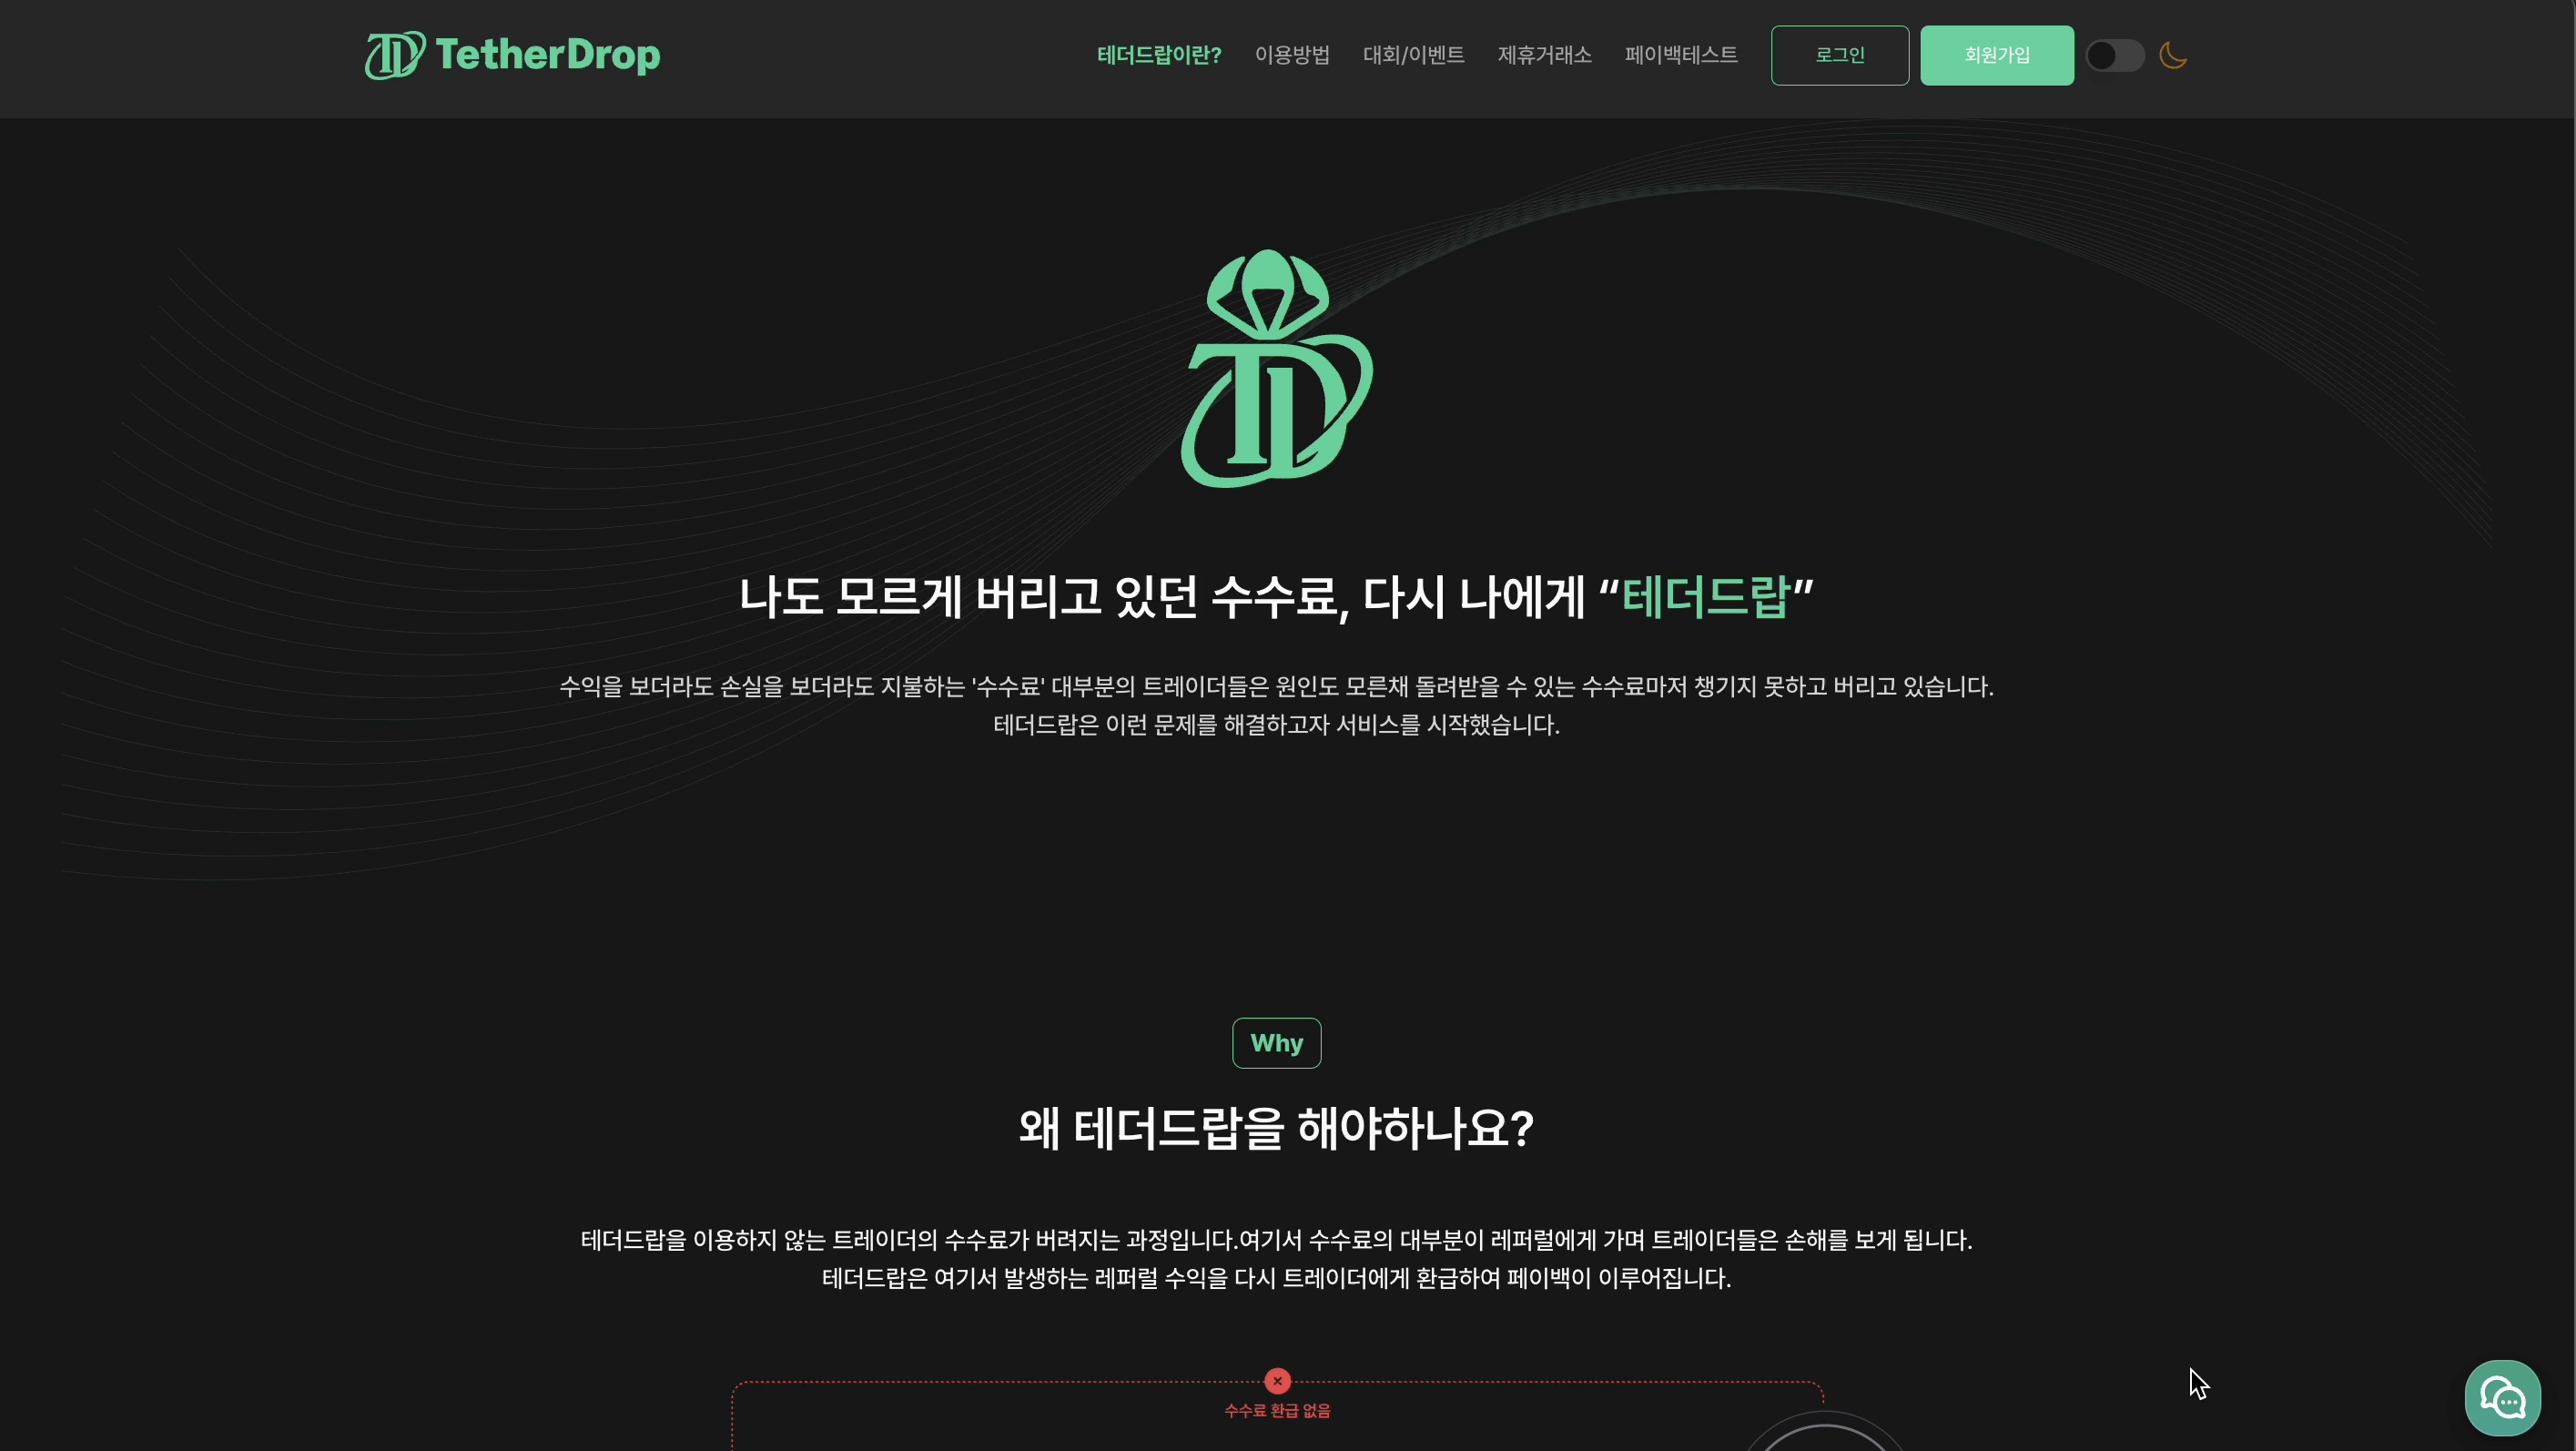 TD TetherDrop
테더드랍이란? 이용방법 대회/이벤트 제휴거래소 페이백테스트 로그인 회원가입
TD
나도 모르게 버리고 있던 수수료, 다시 나에게 “테더드랍”
수익을 보더라도 손실을 보더라도 지불하는 '수수료' 대부분의 트레이더들은 원인도 모른채 돌려받을 수 있는 수수료마저 챙기지 못하고 버리고 있습니다.
테더드랍은 이런 문제를 해결하고자 서비스를 시작했습니다.
Why
왜 테더드랍을 해야하나요?
테더드랍을 이용하지 않는 트레이더의 수수료가 버려지는 과정입니다.여기서 수수료의 대부분이 레퍼럴에게 가며 트레이더들은 손해를 보게 됩니다.
테더드랍은 여기서 발생하는 레퍼럴 수익을 다시 트레이더에게 환급하여 페이백이 이루어집니다.
수수료 환급 없음